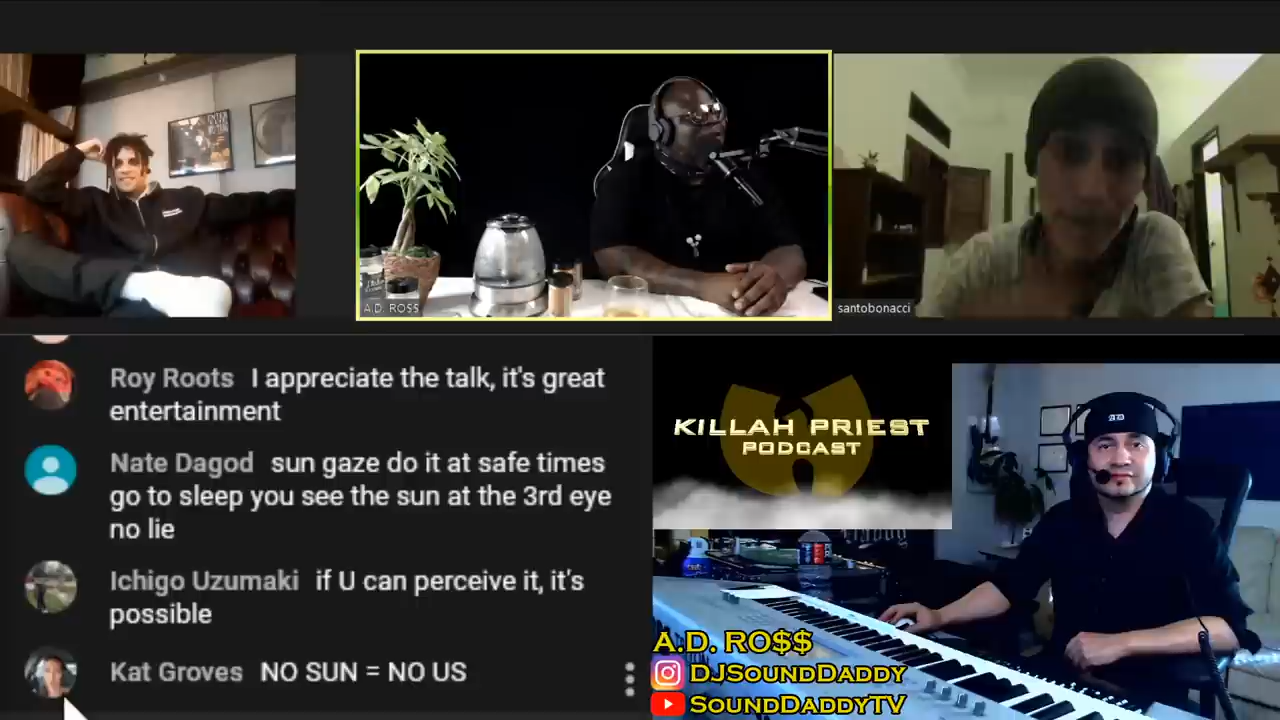 A.D. ROSS
santobonacci
Roy Roots I appreciate the talk, it's great
entertainment
Nate Dagod sun gaze do it at safe times
go to sleep you see the sun at the 3rd eye
no lie
Ichigo Uzumaki if U can perceive it, it's
possible
Kat Groves NO SUN = NO US
KILLAH PRIEST
PODCAST
A.D. RO$$
DJSoundDaddy
SoundDaddyTV